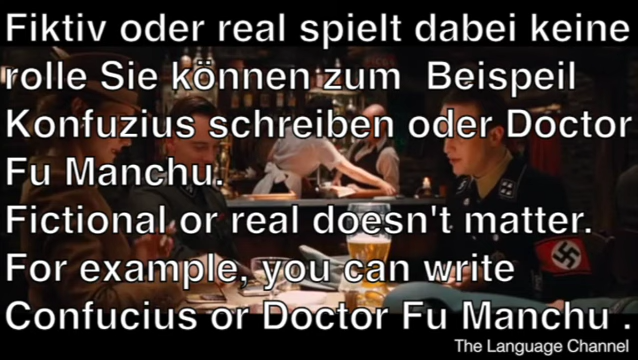 Fiktiv oder real spielt dabei keine
rolle Sie können zum Beispeil
Konfuzius schreiben oder Doctor
Fu Manchu.
Fictional or real doesn't matter.
For example, you can write
Confucius or Doctor Fu Manchu .
The Language Channel